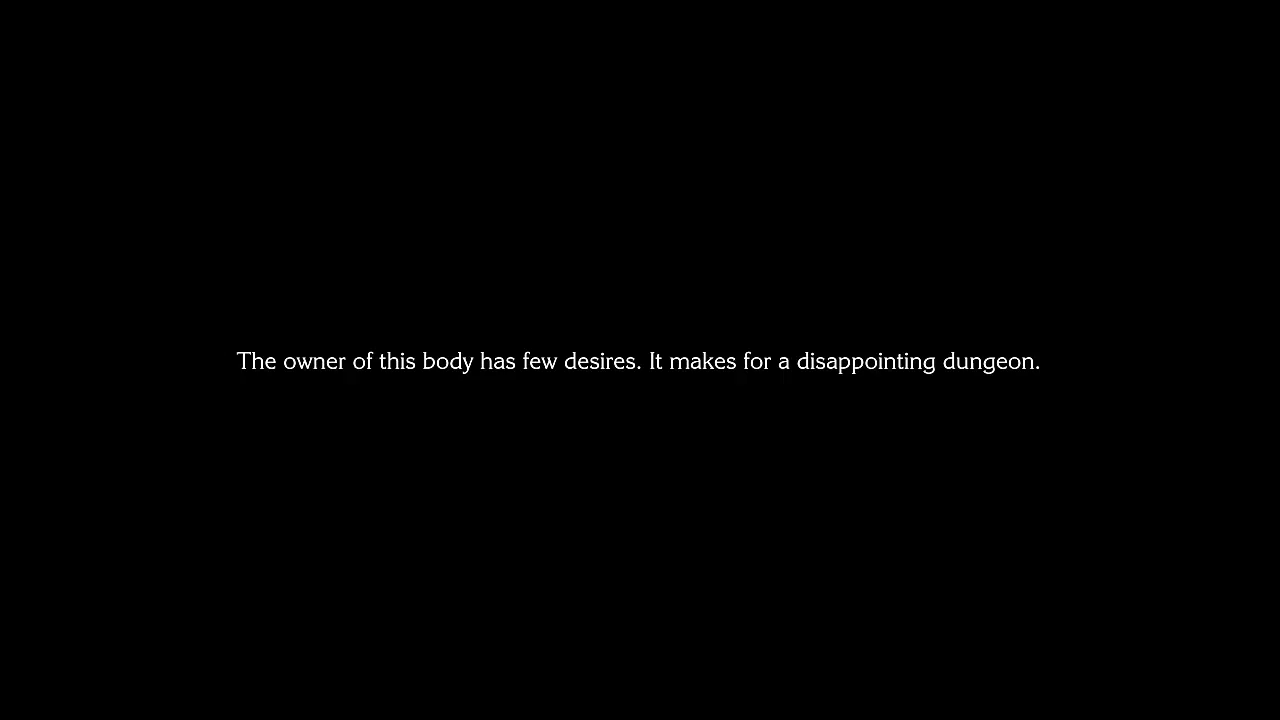 The owner of this body has few desires. It makes for a disappointing dungeon.